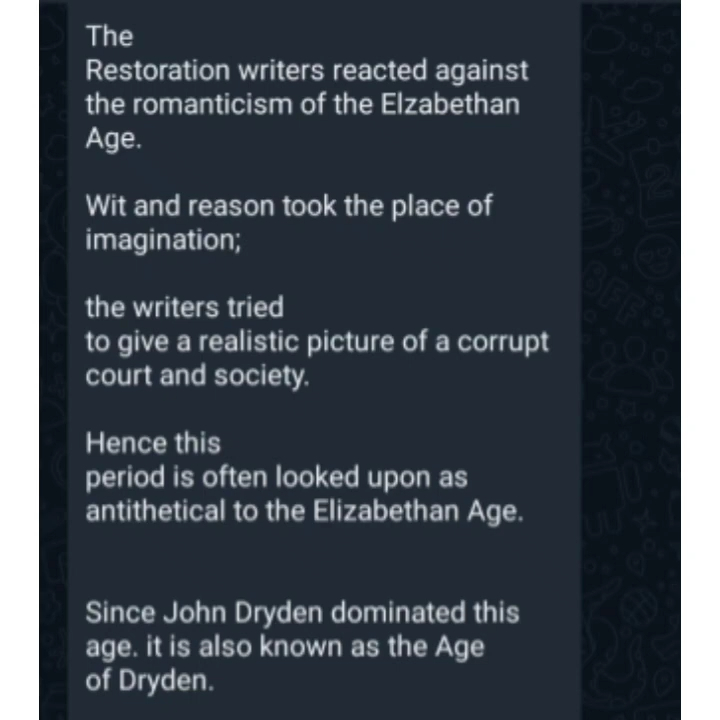 The
Restoration writers reacted against
the romanticism of the Elzabethan
Age.
Wit and reason took the place of
imagination;
the writers tried
to give a realistic picture of a corrupt
court and society.
Hence this
period is often looked upon as
antithetical to the Elizabethan Age.
Since John Dryden dominated this
age. it is also known as the Age
of Dryden.